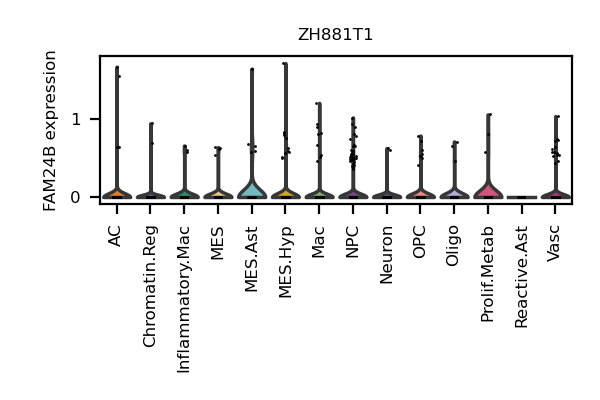 ZH881T1
FAM24B expression
1
0
AC
Chromatin.Reg
Inflammatory.Mac
MES
MES.Ast
MES.Hyp
Mac
NPC
Neuron
OPC
Oligo
Prolif.Metab
Reactive.Ast
Vasc